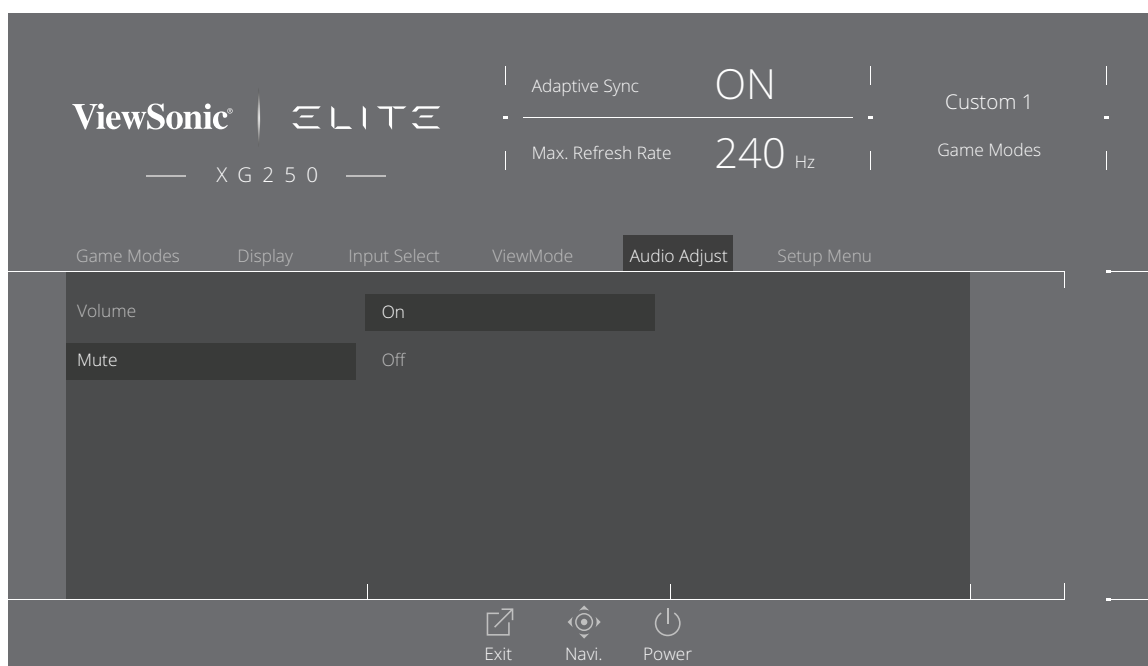 ViewSonic® ELITE
XG250
Adaptive Sync ON
Max. Refresh Rate 240 Hz
Custom 1
Game Modes
Game Modes Display Input Select ViewMode Audio Adjust Setup Menu
Volume On
Mute Off
Exit Navi. Power